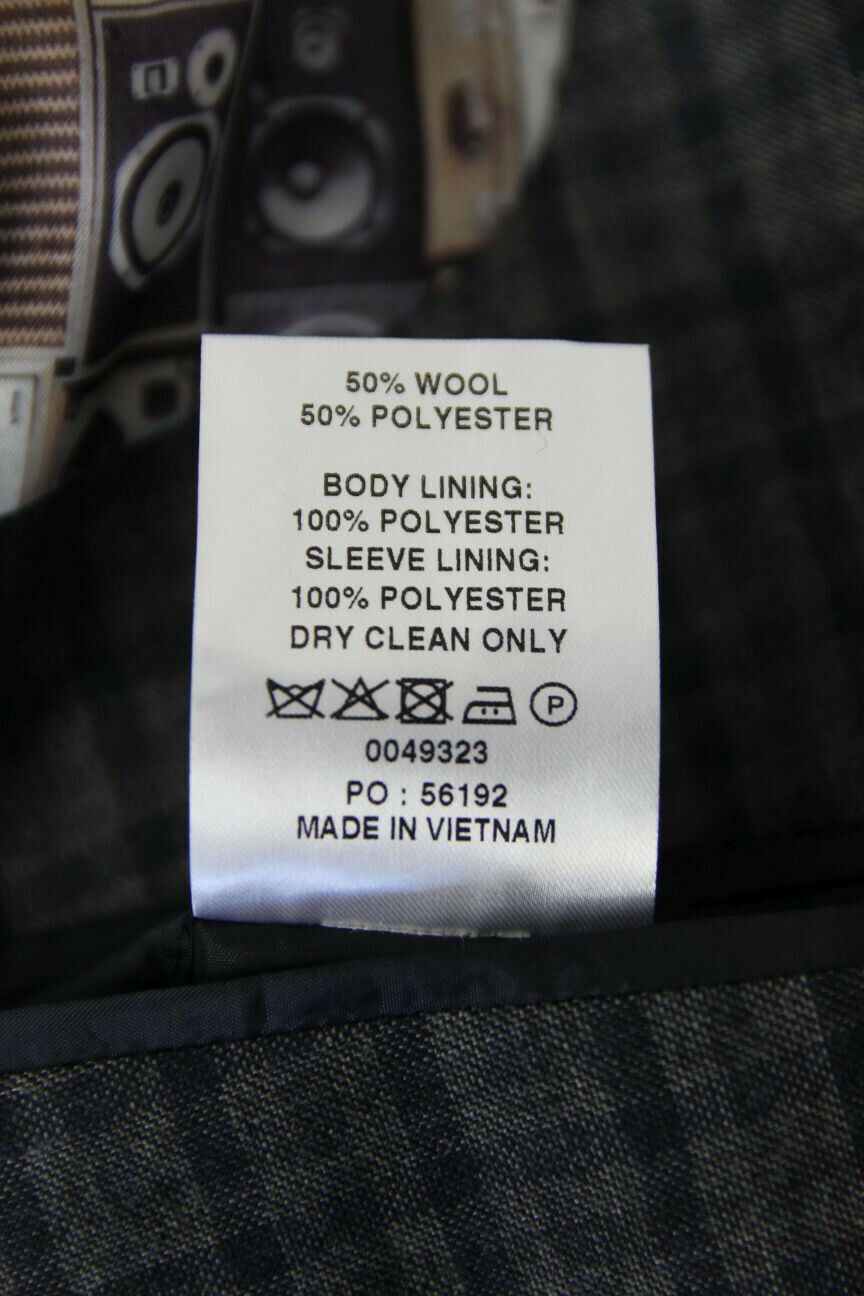 50% WOOL
50% POLYESTER
BODY LINING:
100% POLYESTER
SLEEVE LINING:
100% POLYESTER
DRY CLEAN ONLY
P
0049323
PO : 56192
MADE IN VIETNAM